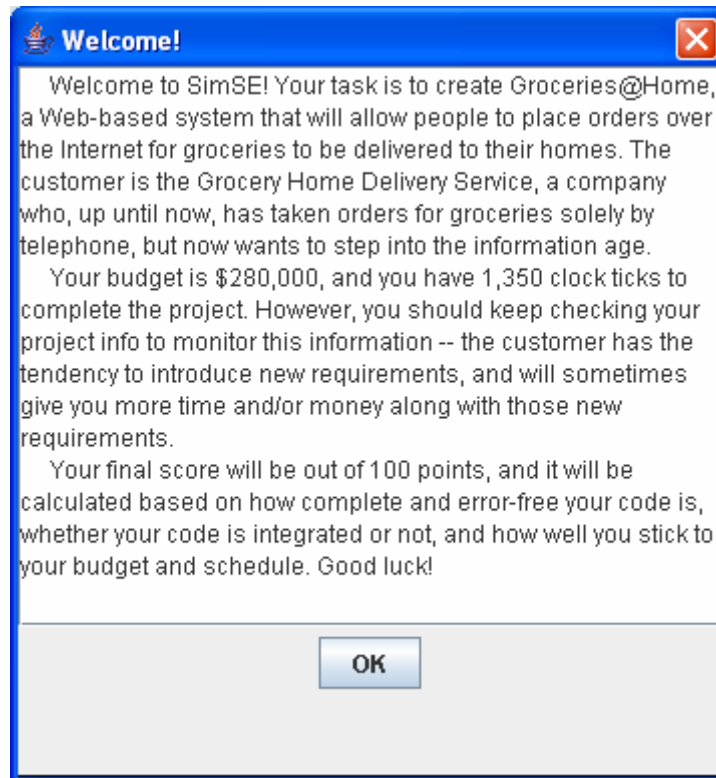 Welcome!
Welcome to SimSE! Your task is to create Groceries@Home,
a Web-based system that will allow people to place orders over
the Internet for groceries to be delivered to their homes. The
customer is the Grocery Home Delivery Service, a company
who, up until now, has taken orders for groceries solely by
telephone, but now wants to step into the information age.
Your budget is $280,000, and you have 1,350 clock ticks to
complete the project. However, you should keep checking your
project info to monitor this information -- the customer has the
tendency to introduce new requirements, and will sometimes
give you more time and/or money along with those new
requirements.
Your final score will be out of 100 points, and it will be
calculated based on how complete and error-free your code is,
whether your code is integrated or not, and how well you stick to
your budget and schedule. Good luck!
OK